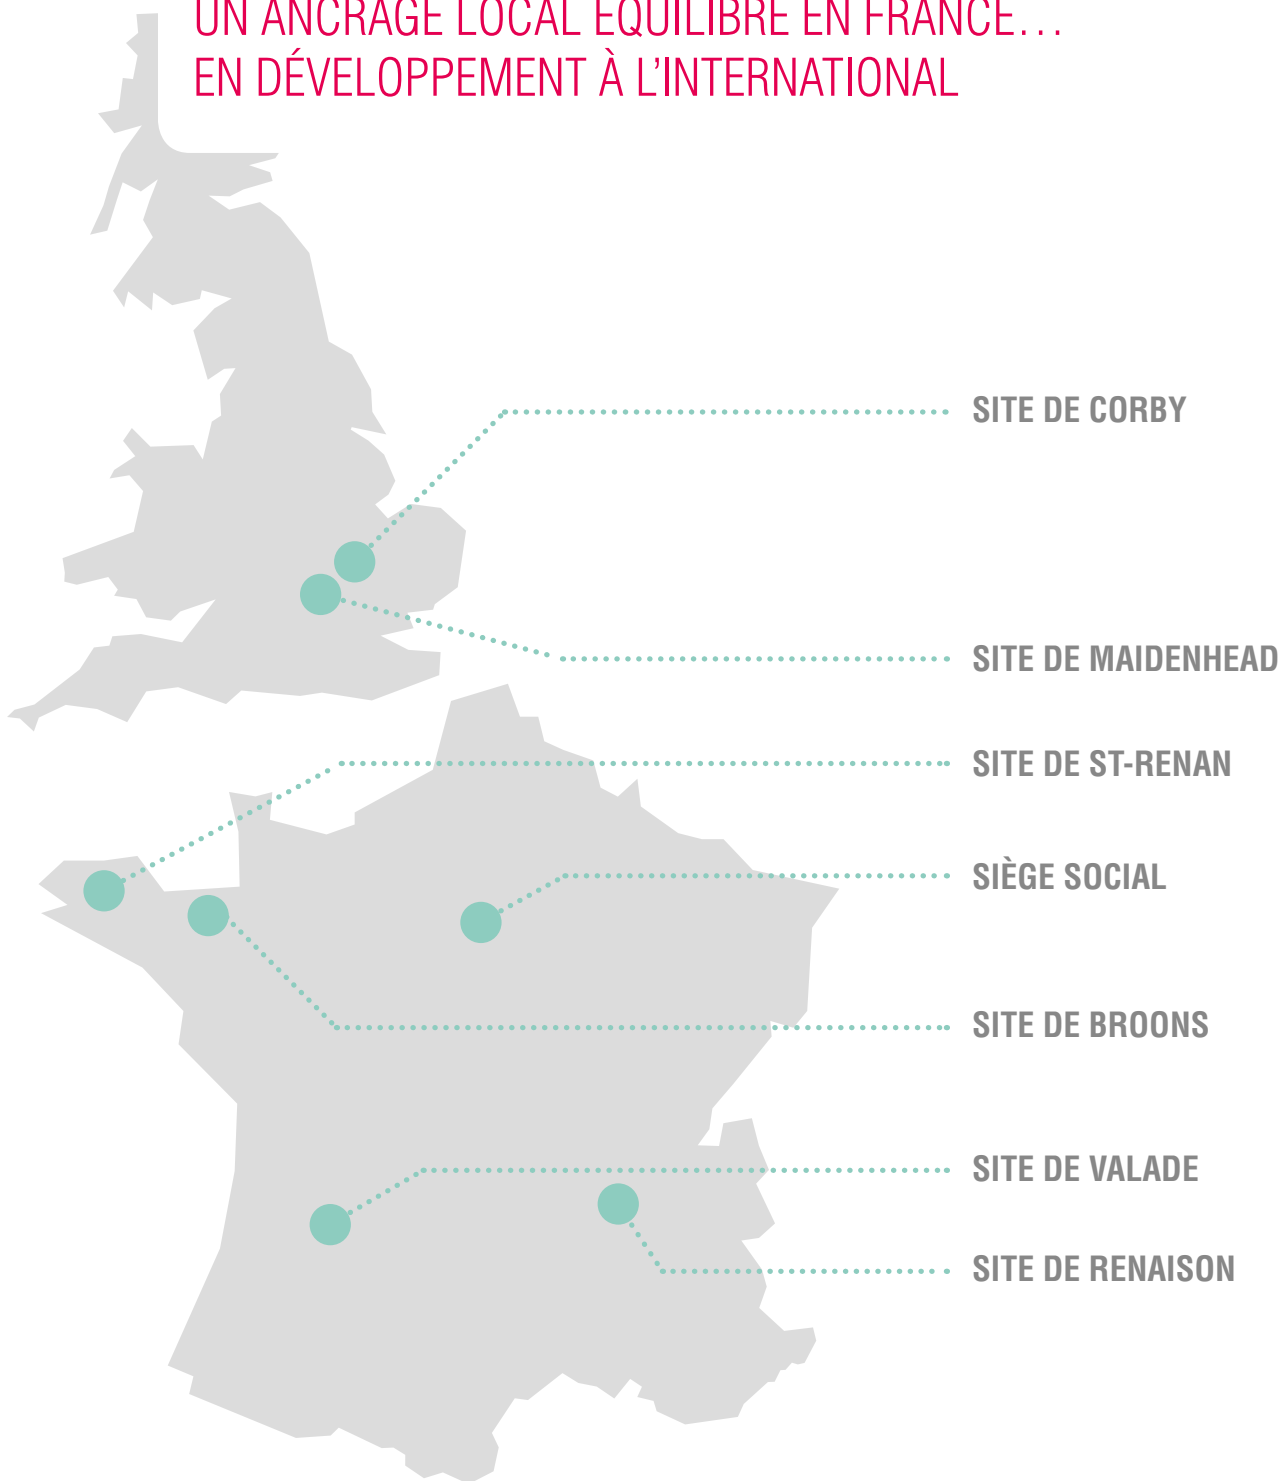 UN ANCRAGE LOCAL ÉQUILIBRÉ EN FRANCE...
EN DÉVELOPPEMENT À L'INTERNATIONAL
SITE DE CORBY
SITE DE MAIDENHEAD
SITE DE ST-RENAN
SIÈGE SOCIAL
SITE DE BROONS
SITE DE VALADE
SITE DE RENAISON